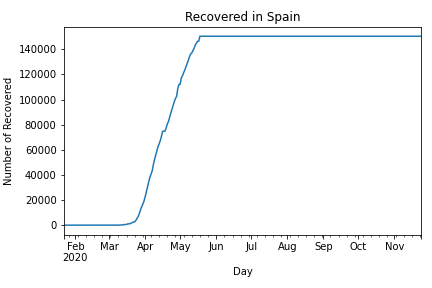 Recovered in Spain
Number of Recovered
140000
120000
100000
80000
60000
40000
20000
0
Feb Mar Apr May Jun Jul Aug Sep Oct Nov
2020
Day